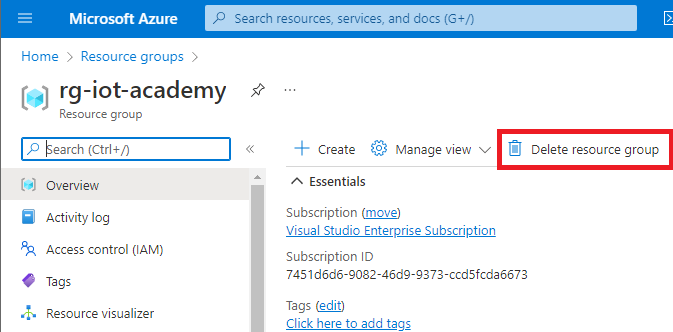 Microsoft Azure
Search resources, services, and docs (G+/)
Home > Resource groups >
rg-iot-academy
Resource group
Search (Ctrl+/)
«
Create
Manage view
Delete resource group
Overview
Activity log
Access control (IAM)
Tags
Resource visualizer
Essentials
Subscription (move)
Visual Studio Enterprise Subscription
Subscription ID
7451d6d6-9082-46d9-9373-ccd5fcda6673
Tags (edit)
Click here to add tags